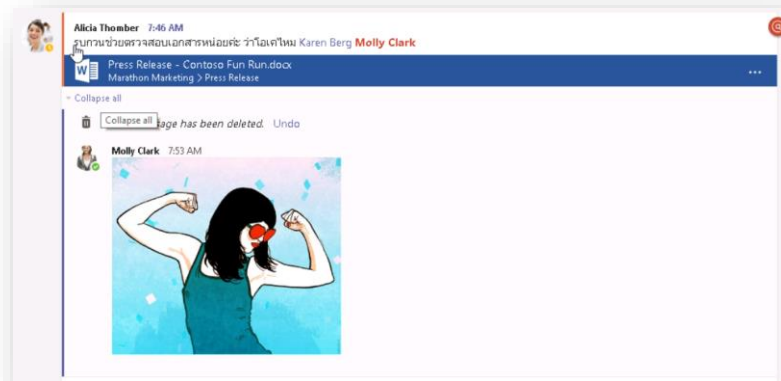 Alicia Thomber 7:46 AM
รบกวนช่วยตรวจสอบเอกสารหน่อยค่ะ ว่าโอเคไหม Karen Berg Molly Clark
Press Release - Contoso Fun Run.docx
Marathon Marketing > Press Release
Collapse all
Collapse all
has been deleted. Undo
Molly Clark 7:53 AM